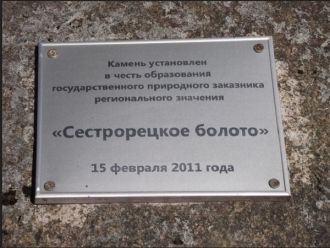 Камень установлен
в честь образования
государственного природного заказника
регионального значения
«Сестрорецкое болото»
15 февраля 2011 года